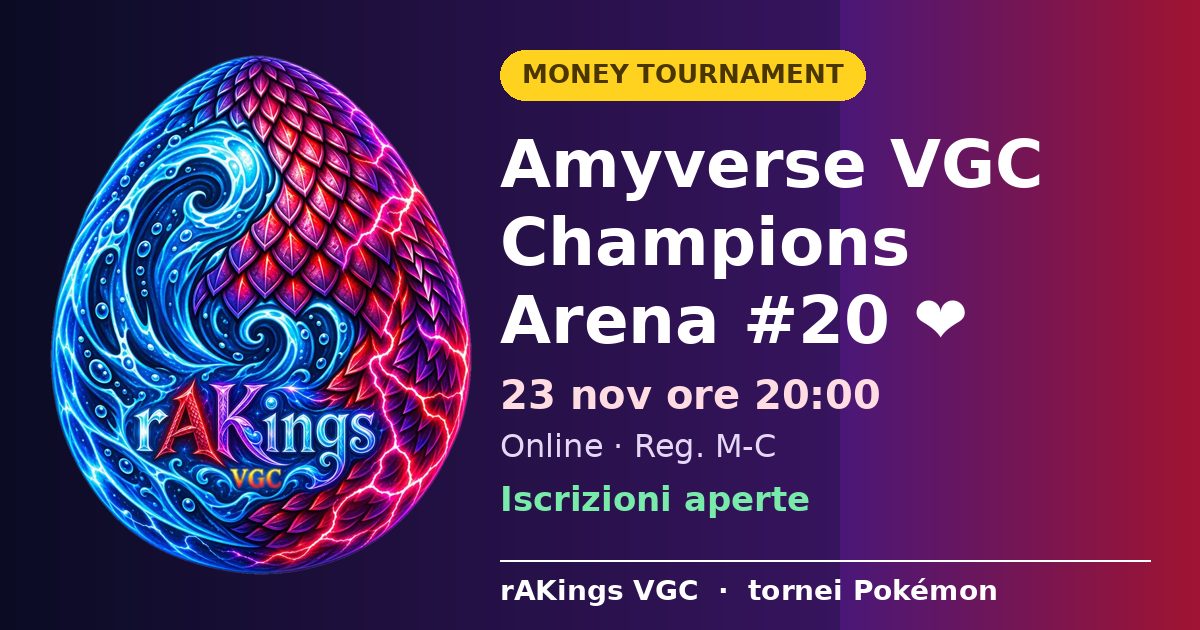 MONEY TOURNAMENT
Amyverse VGC
Champions
Arena #20 ❤
23 nov ore 20:00
Online · Reg. M-C
Iscrizioni aperte
rAKings
VGC
rAKings VGC · tornei Pokémon